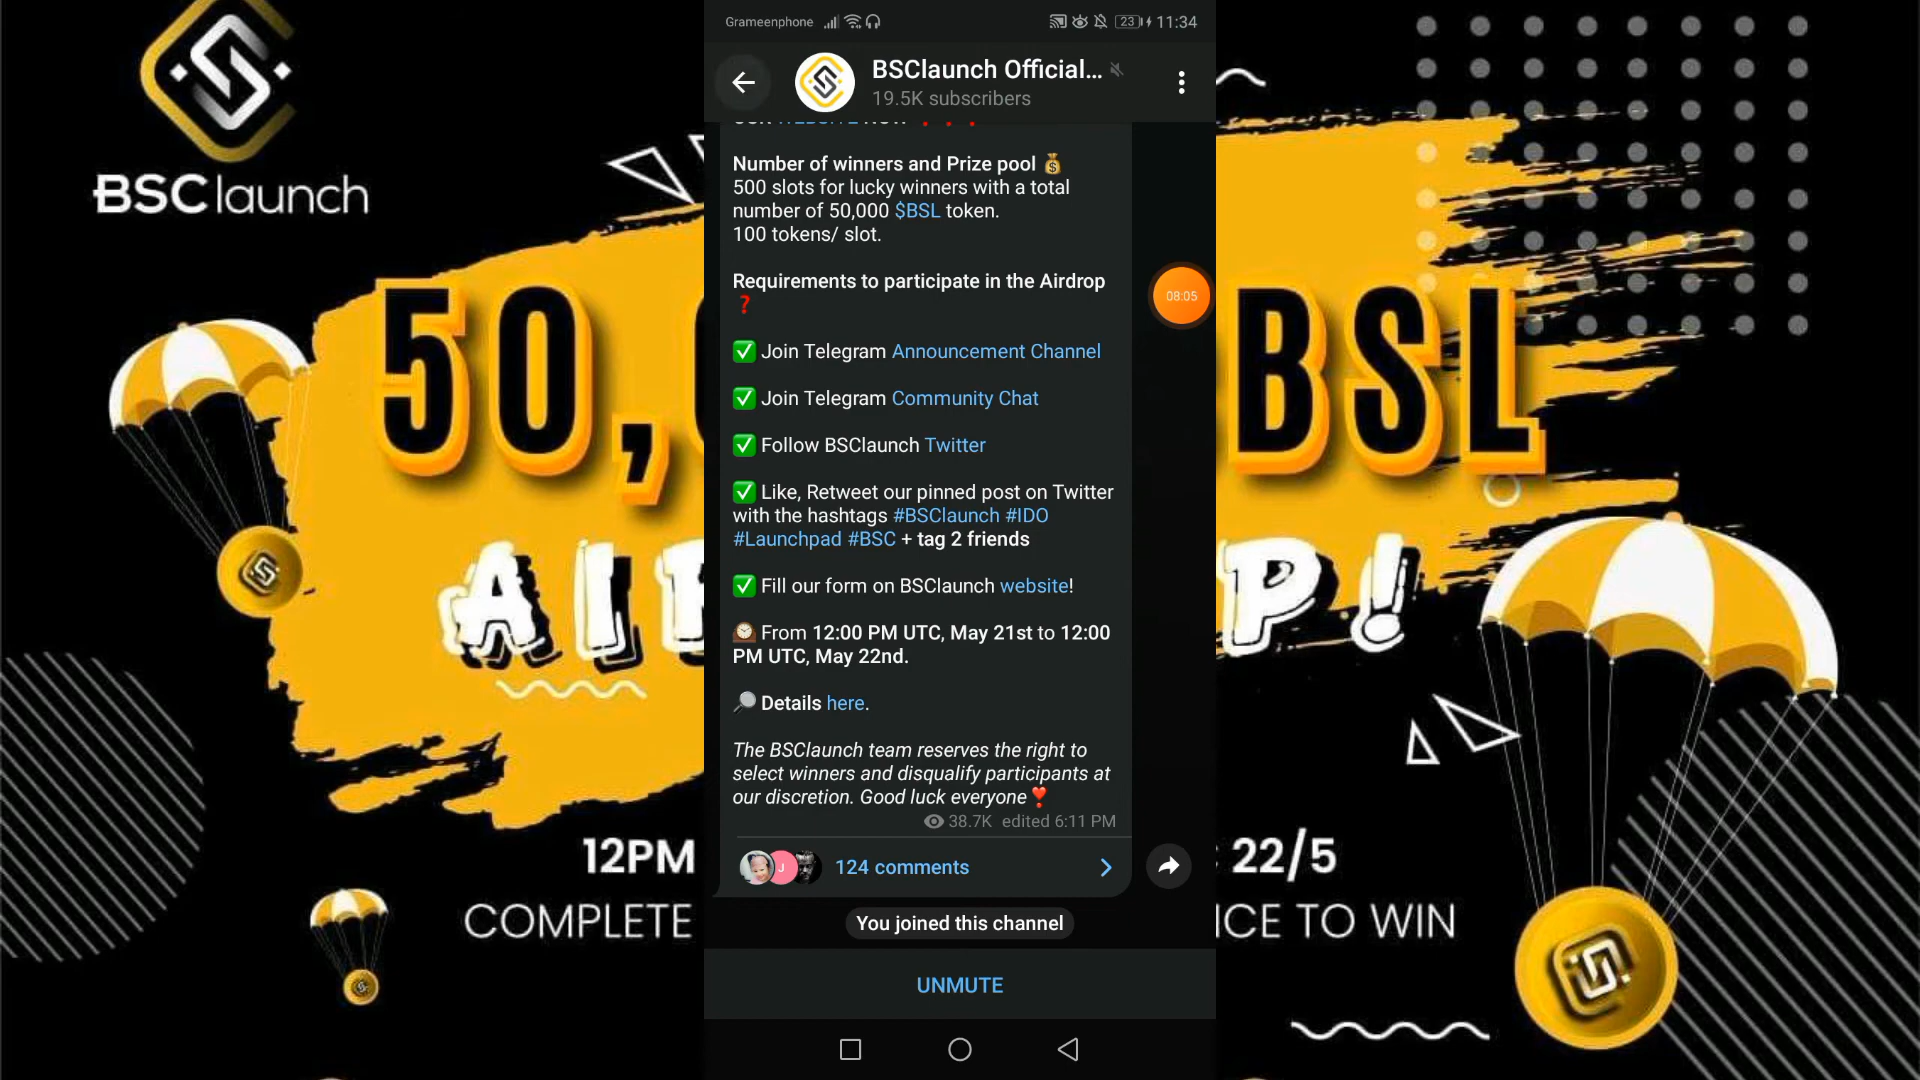 Grameenphone
23
11:34
BSClaunch Official...
19.5K subscribers
Number of winners and Prize pool 💰
500 slots for lucky winners with a total
number of 50,000 $BSL token.
100 tokens/ slot.
Requirements to participate in the Airdrop
❓
08:05
✅ Join Telegram Announcement Channel
✅ Join Telegram Community Chat
✅ Follow BSClaunch Twitter
✅ Like, Retweet our pinned post on Twitter
with the hashtags #BSClaunch #IDO
#Launchpad #BSC + tag 2 friends
✅ Fill our form on BSClaunch website!
🕰 From 12:00 PM UTC, May 21st to 12:00
PM UTC, May 22nd.
🔎 Details here.
The BSClaunch team reserves the right to
select winners and disqualify participants at
our discretion. Good luck everyone❣
38.7K edited 6:11 PM
J
124 comments
You joined this channel
UNMUTE
BSClaunch
50,
BSL
AI
P!
12PM
22/5
COMPLETE
ICE TO WIN